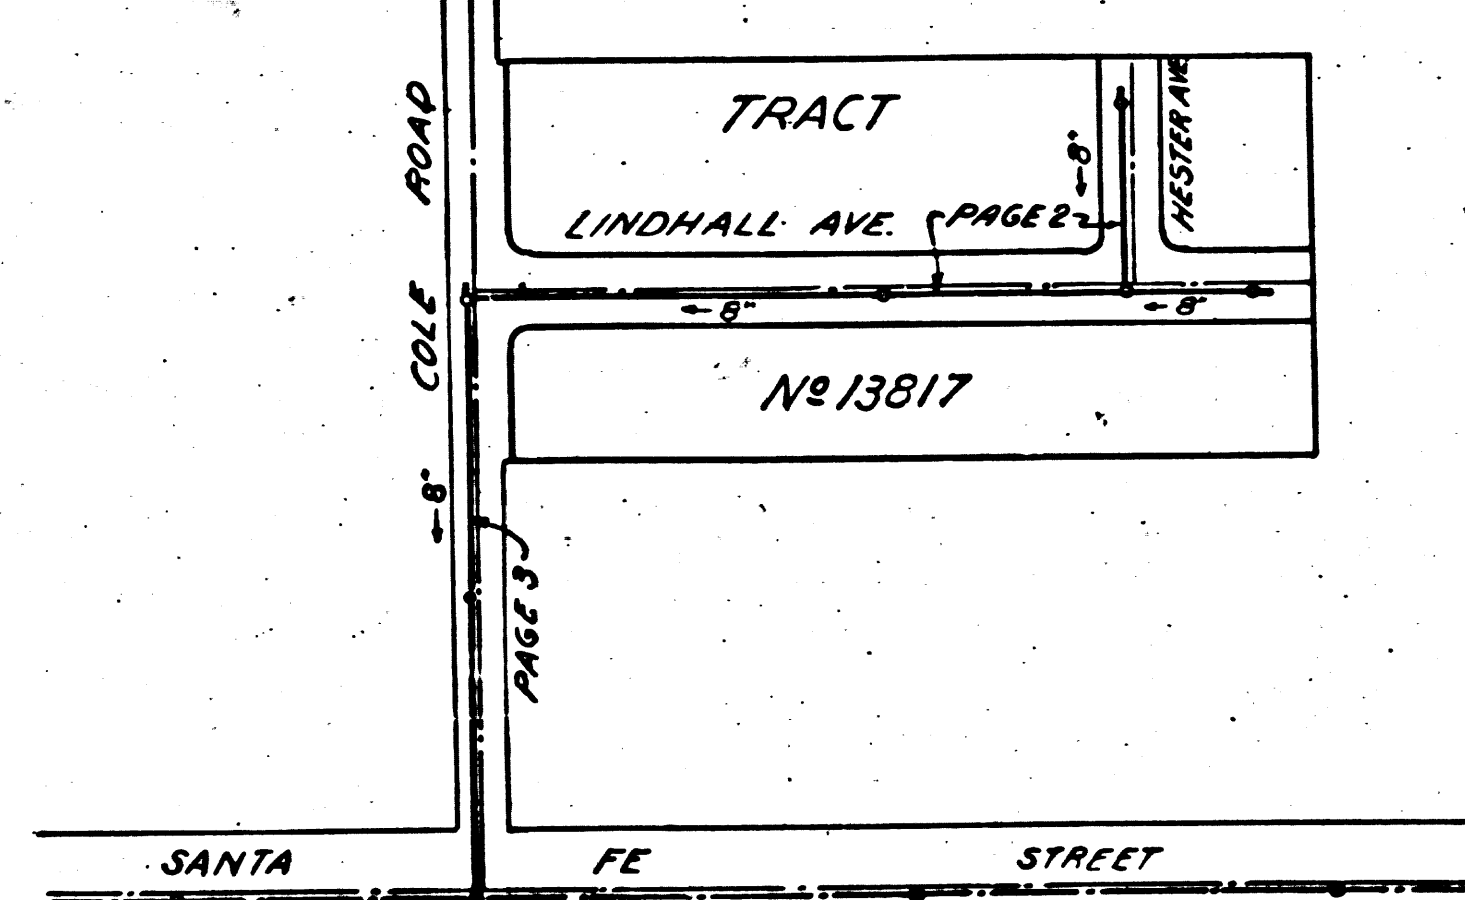 TRACT
HESTER AVE
COLE ROAD
8"
LINDHALL AVE.
PAGE 2
8"
8"
Nº 13817
8"
PAGE 3
SANTA FE STREET